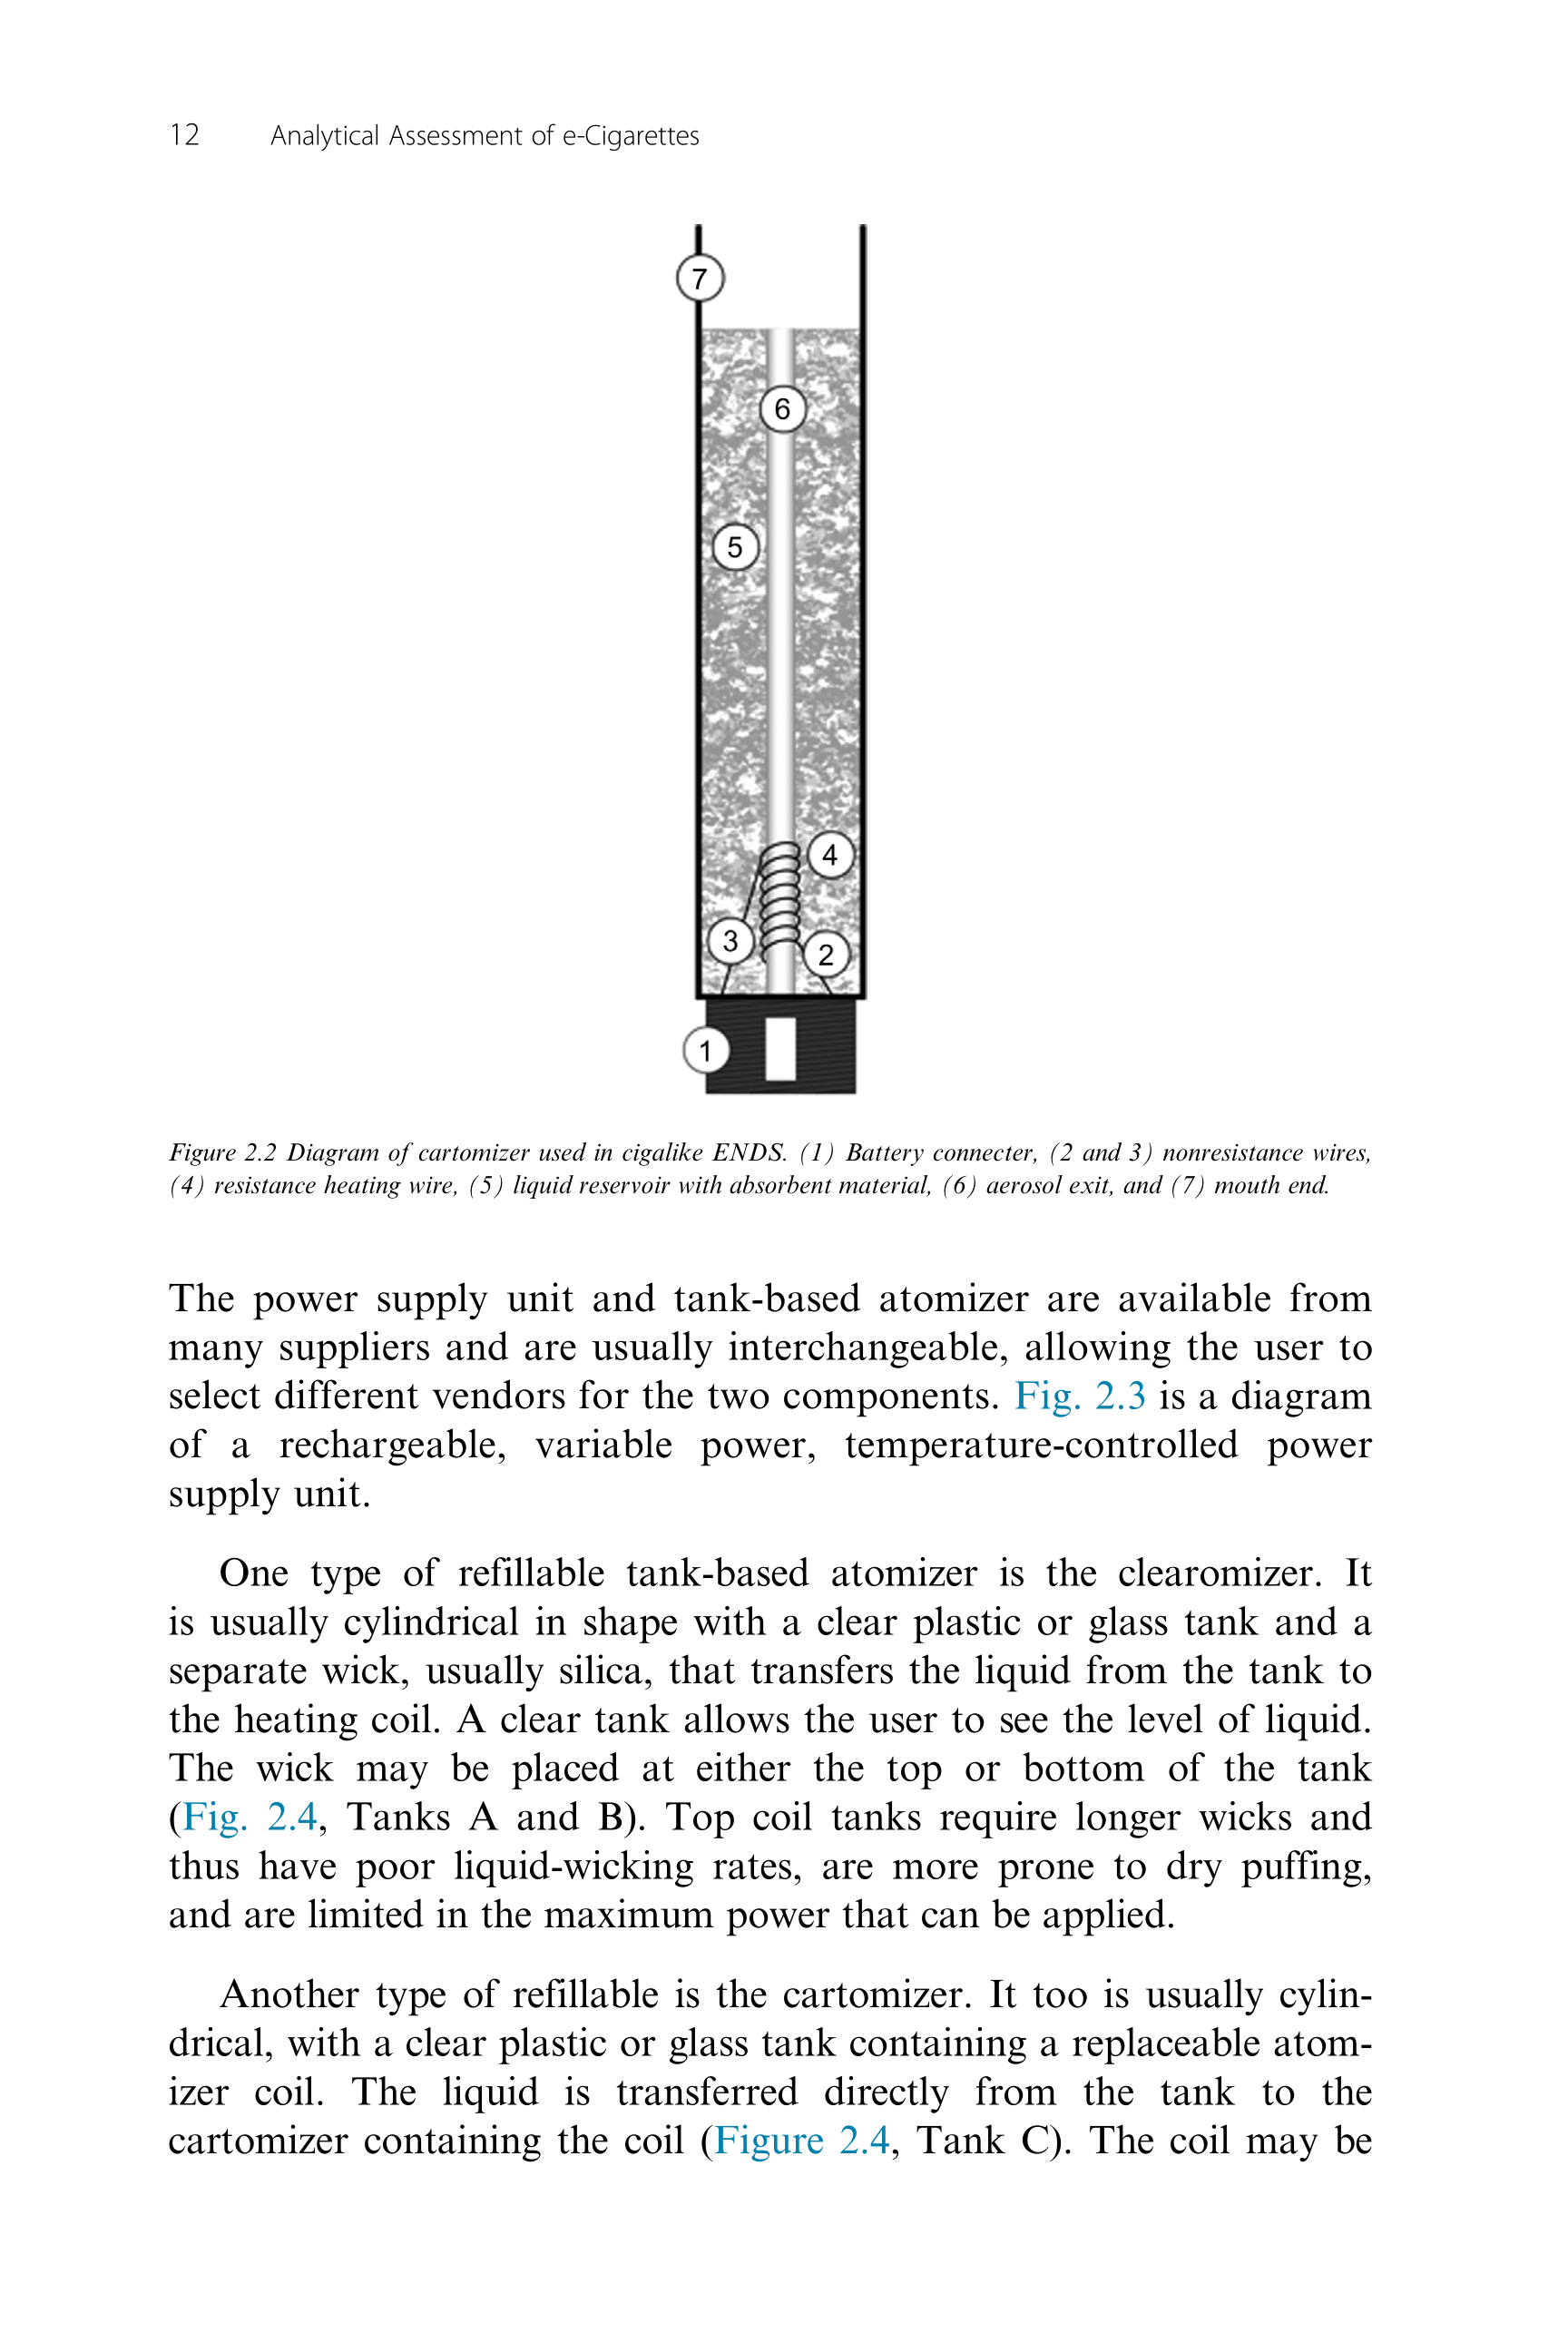 12 Analytical Assessment of e-Cigarettes
7
6
5
4
3
2
1
Figure 2.2 Diagram of cartomizer used in cigalike ENDS. (1) Battery connecter, (2 and 3) nonresistance wires,
(4) resistance heating wire, (5) liquid reservoir with absorbent material, (6) aerosol exit, and (7) mouth end.
The power supply unit and tank-based atomizer are available from
many suppliers and are usually interchangeable, allowing the user to
select different vendors for the two components. Fig. 2.3 is a diagram
of a rechargeable, variable power, temperature-controlled power
supply unit.
One type of refillable tank-based atomizer is the clearomizer. It
is usually cylindrical in shape with a clear plastic or glass tank and a
separate wick, usually silica, that transfers the liquid from the tank to
the heating coil. A clear tank allows the user to see the level of liquid.
The wick may be placed at either the top or bottom of the tank
(Fig. 2.4, Tanks A and B). Top coil tanks require longer wicks and
thus have poor liquid-wicking rates, are more prone to dry puffing,
and are limited in the maximum power that can be applied.
Another type of refillable is the cartomizer. It too is usually cylin-
drical, with a clear plastic or glass tank containing a replaceable atom-
izer coil. The liquid is transferred directly from the tank to the
cartomizer containing the coil (Figure 2.4, Tank C). The coil may be